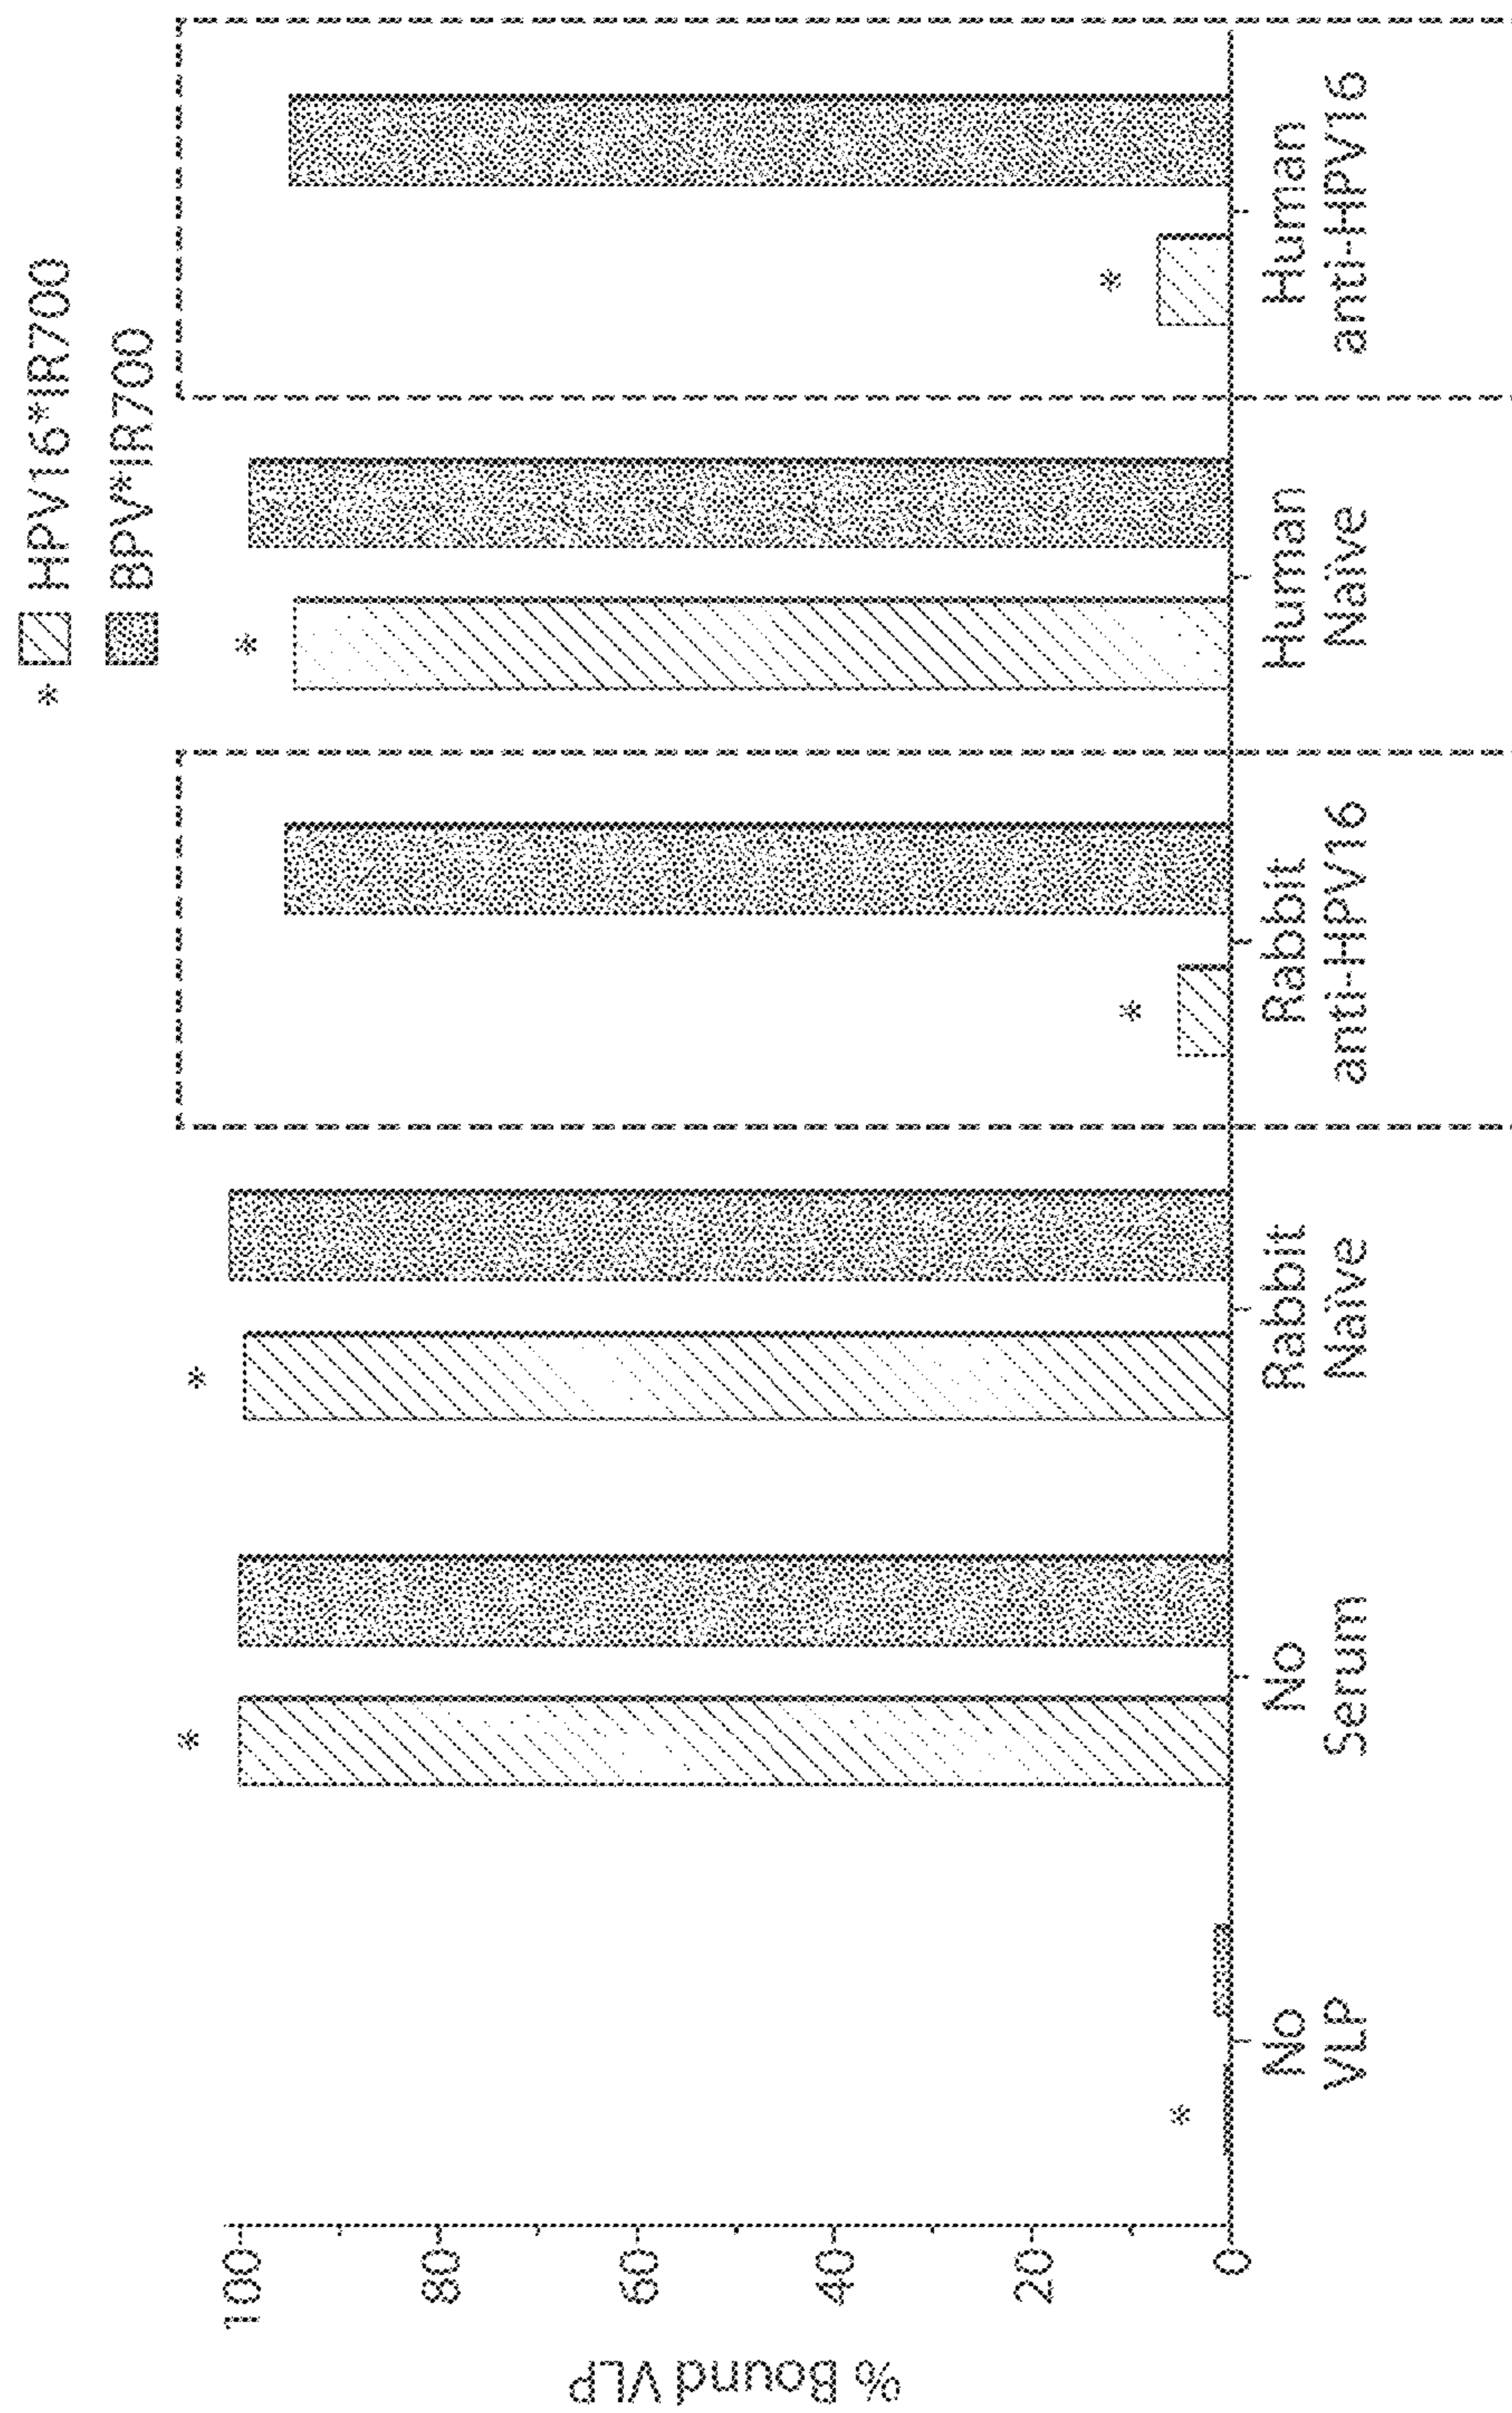 * HPV16*IR700
BPV*IR700
% Bound VLP
100
80
60
40
20
0
*
*
*
*
*
*
No
VLP
No
Serum
Rabbit
Naïve
Rabbit
anti-HPV16
Human
Naïve
Human
anti-HPV16